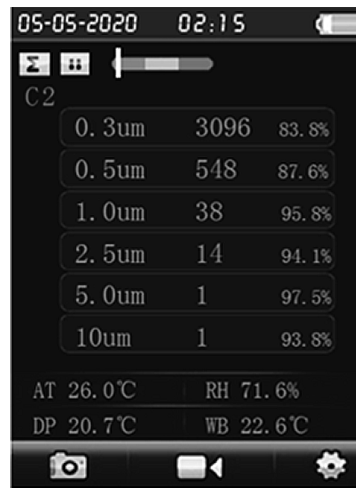 05-05-2020 02:15
Σ
C2
0.3um 3096 83.8%
0.5um 548 87.6%
1.0um 38 95.8%
2.5um 14 94.1%
5.0um 1 97.5%
10um 1 93.8%
AT 26.0℃ RH 71.6%
DP 20.7℃ WB 22.6℃